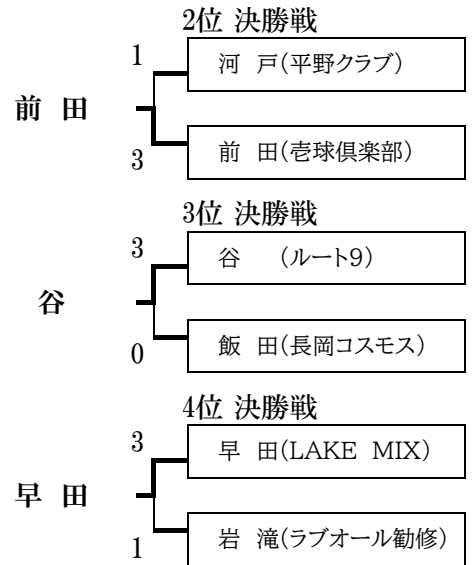 2位 決勝戦
1
河 戸(平野クラブ)
前 田
3
前 田(壱球倶楽部)
3位 決勝戦
3
谷 (ルート9)
谷
0
飯 田(長岡コスモス)
4位 決勝戦
3
早 田(LAKE MIX)
早 田
1
岩 滝(ラブオール勧修)